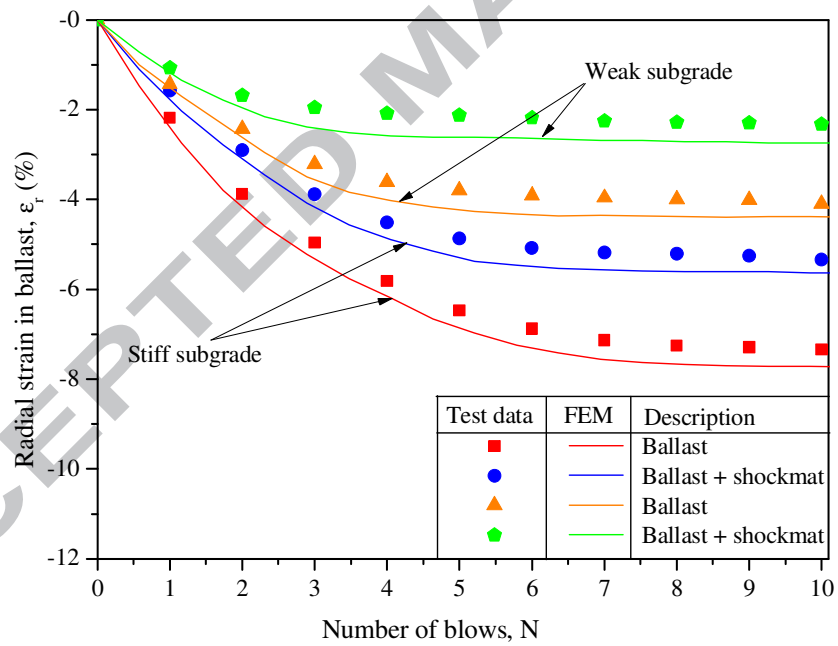 -0
-2
-4
-6
-8
-10
-12
0 1 2 3 4 5 6 7 8 9 10
Radial strain in ballast, εr (%)
Number of blows, N
Weak subgrade
Stiff subgrade
Test data FEM Description
Ballast
Ballast + shockmat
Ballast
Ballast + shockmat